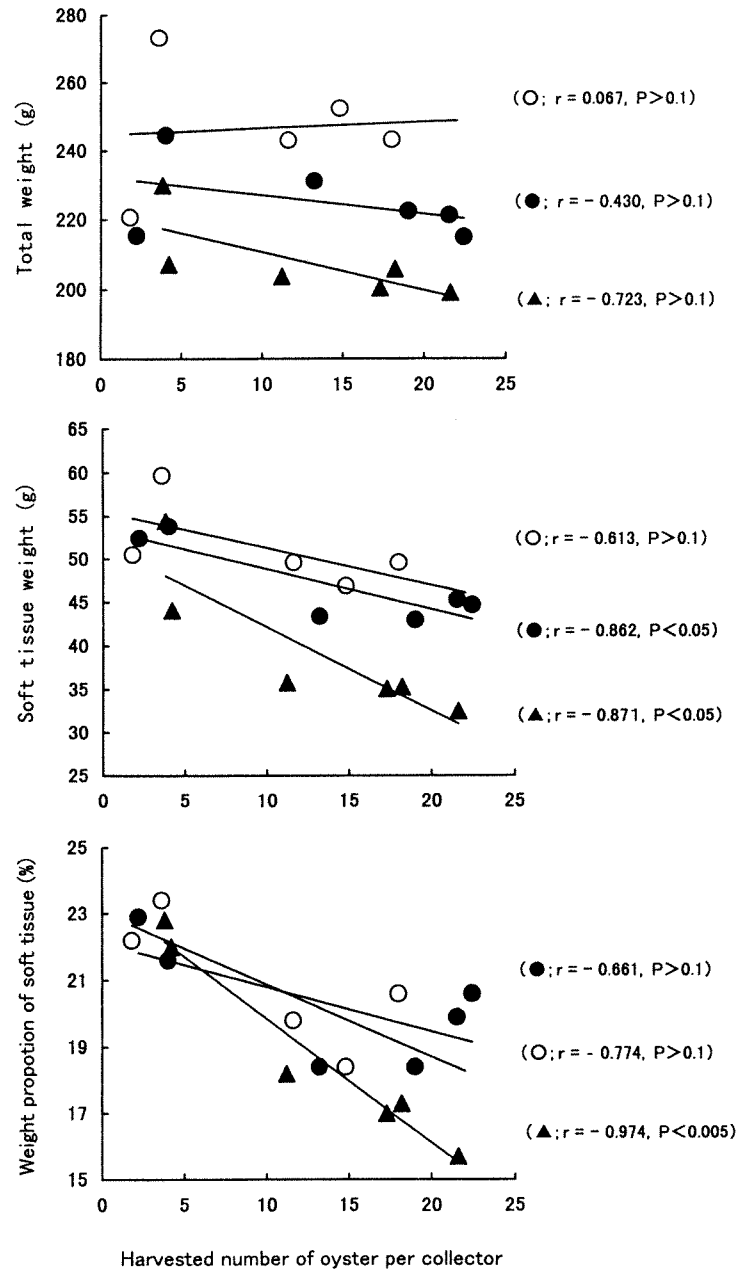 280
260
240
220
200
180
Total weight (g)
0 5 10 15 20 25
(○; r = 0.067, P>0.1)
(●; r = − 0.430, P>0.1)
(▲; r = − 0.723, P>0.1)
65
60
55
50
45
40
35
30
25
Soft tissue weight (g)
0 5 10 15 20 25
(○; r = − 0.613, P>0.1)
(●; r = − 0.862, P<0.05)
(▲; r = − 0.871, P<0.05)
25
23
21
19
17
15
Weight propotion of soft tissue (%)
0 5 10 15 20 25
(●; r = − 0.661, P>0.1)
(○; r = − 0.774, P>0.1)
(▲; r = − 0.974, P<0.005)
Harvested number of oyster per collector